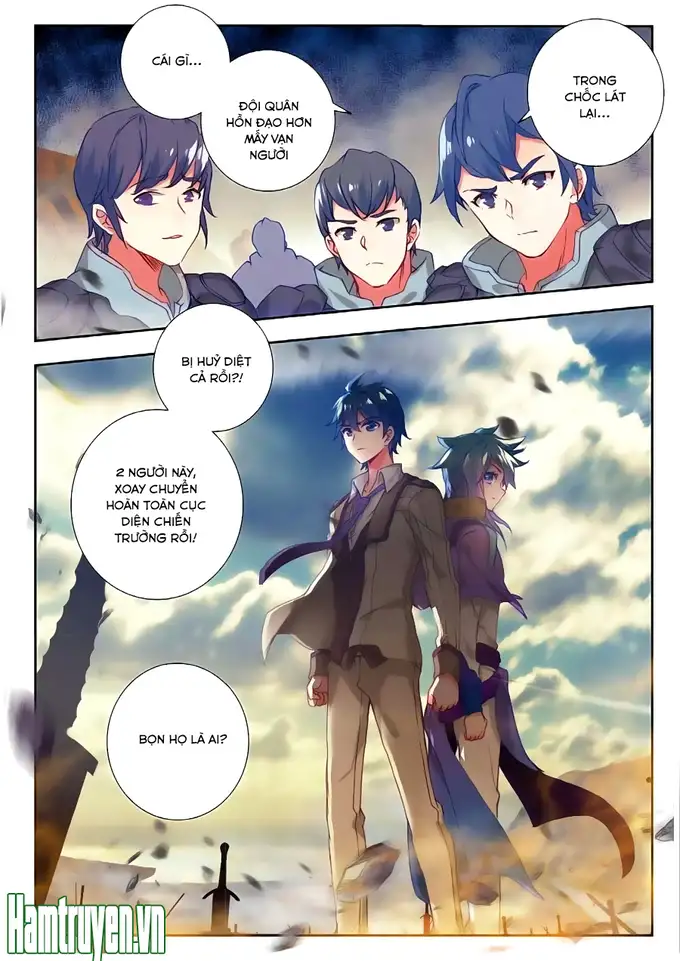 CÁI GÌ...
ĐỘI QUÂN
HỖN ĐẠO HƠN
MẤY VẠN
NGƯỜI
TRONG
CHỐC LÁT
LẠI...
BỊ HUỶ DIỆT
CẢ RỒI?!
2 NGƯỜI NÀY,
XOAY CHUYỂN
HOÀN TOÀN CỤC
DIỆN CHIẾN
TRƯỜNG RỒI!
BỌN HỌ LÀ AI?
Hamtruyen.vn